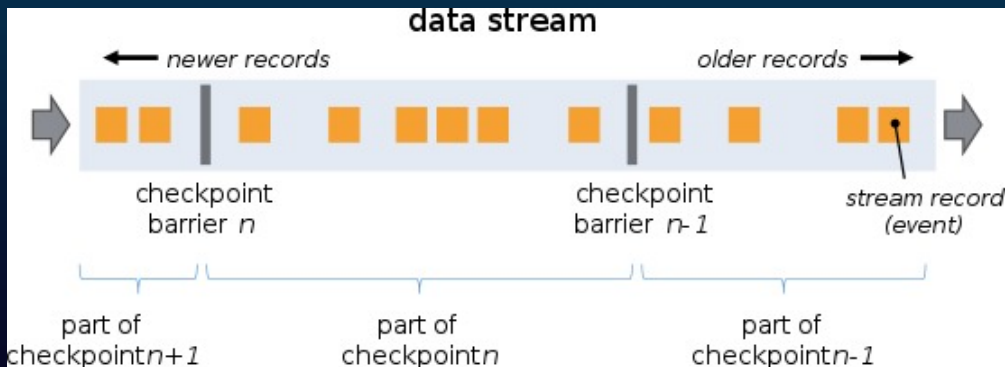 data stream
newer records
older records
checkpoint
barrier n
checkpoint
barrier n-1
stream record
(event)
part of
checkpointn+1
part of
checkpointn
part of
checkpointn-1